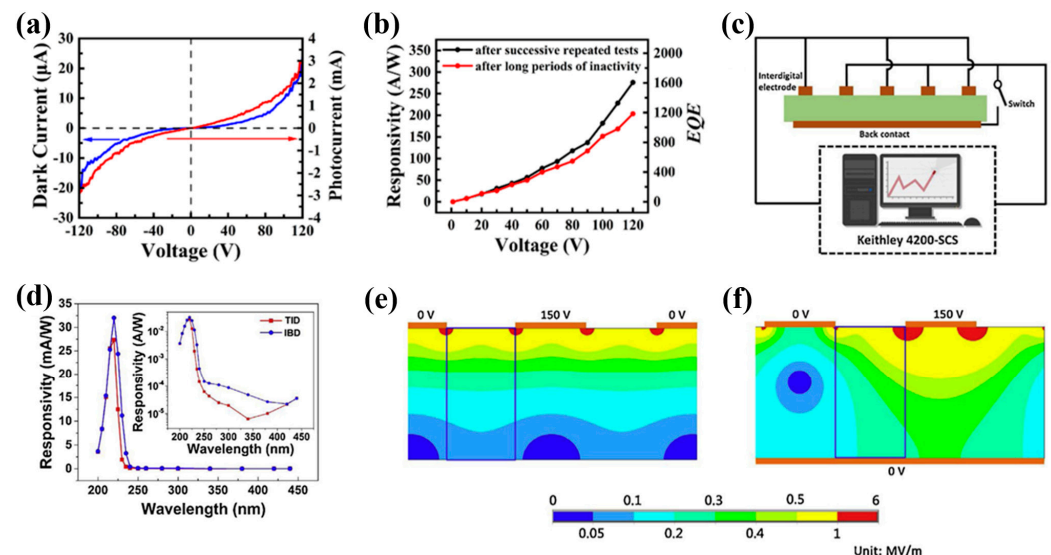 (a)
30
20
10
0
-10
-20
-30
Dark Current (μA)
4
3
2
1
0
-1
-2
-3
-4
Photocurrent (mA)
-120 -80 -40 0 40 80 120
Voltage (V)
(b)
350
300
250
200
150
100
50
0
Responsivity (A/W)
after successive repeated tests
after long periods of inactivity
2000
1600
1200
800
400
0
EQE
0 20 40 60 80 100 120
Voltage (V)
(c)
Interdigital
electrode
Switch
Back contact
Keithley 4200-SCS
(d)
35
30
25
20
15
10
5
0
Responsivity (mA/W)
200 250 300 350 400 450
Wavelength (nm)
TID
IBD
10⁻²
10⁻³
10⁻⁴
10⁻⁵
Responsivity (A/W)
200 250 300 350 400 450
Wavelength (nm)
(e)
0 V 150 V 0 V
(f)
0 V 150 V
0 V
0 0.1 0.3 0.5 6
0.05 0.2 0.4 1
Unit: MV/m